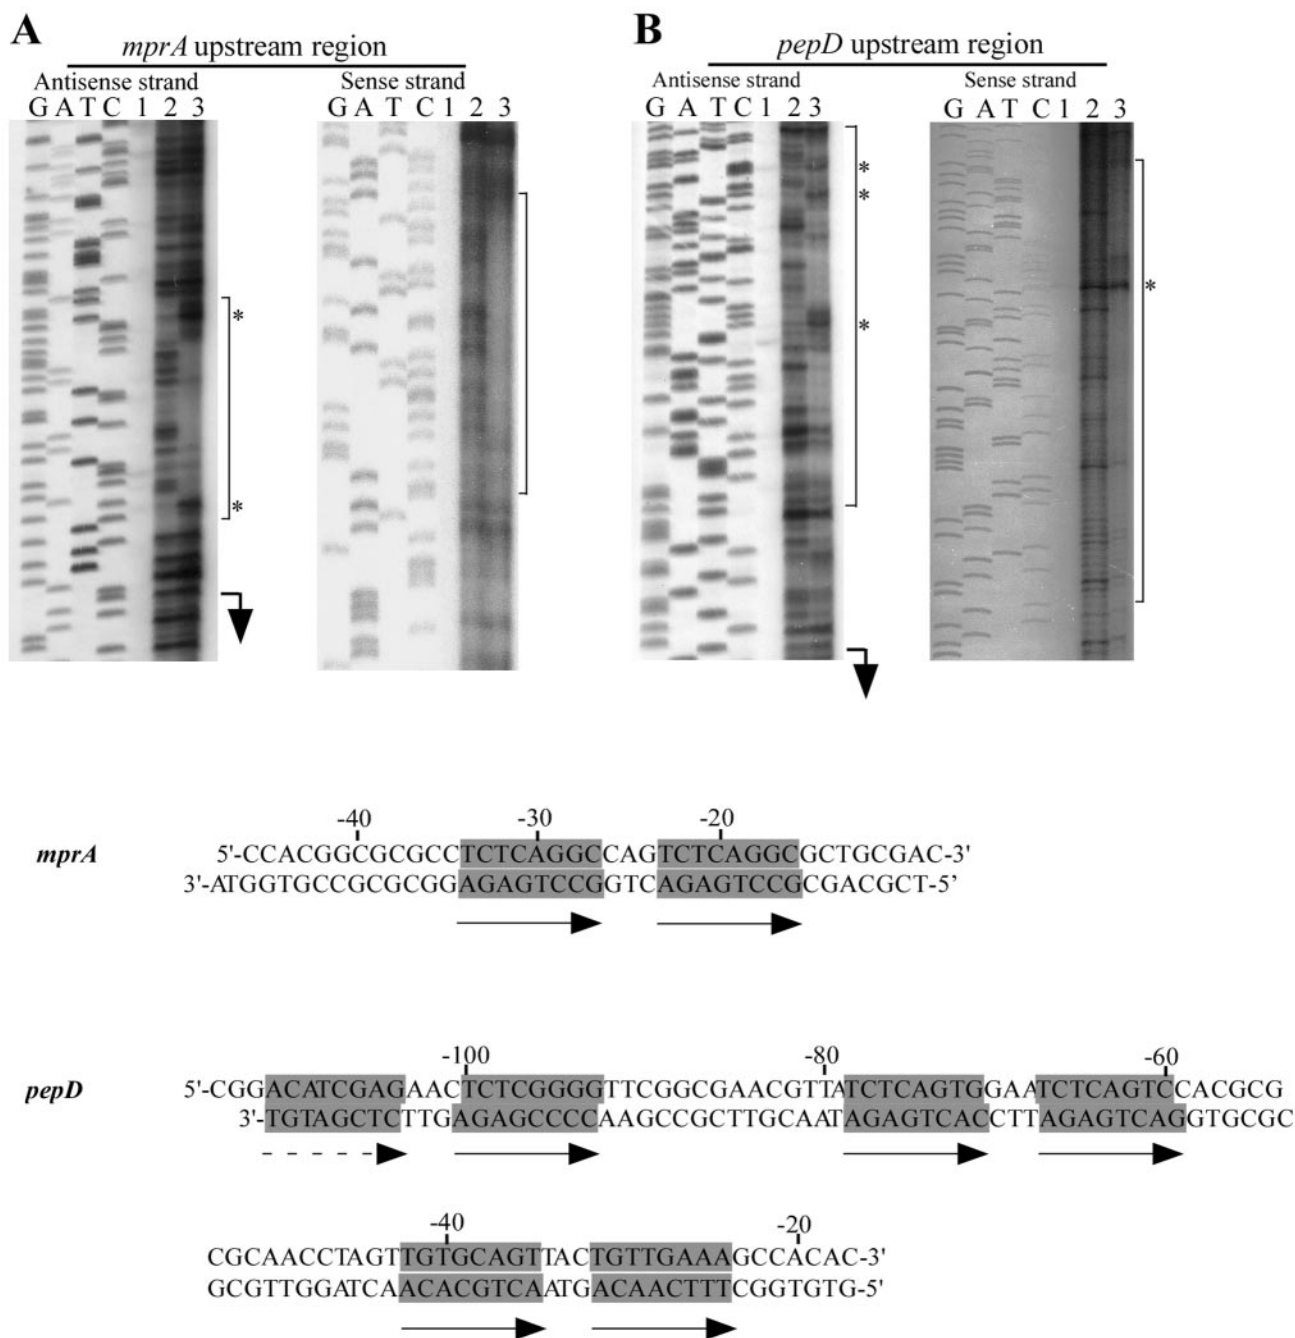 A
mprA upstream region
Antisense strand
Sense strand
G A T C 1 2 3
G A T C 1 2 3
*
*
B
pepD upstream region
Antisense strand
Sense strand
G A T C 1 2 3
G A T C 1 2 3
*
*
*
*
-40 -30 -20
mprA 5'-CCACGGCGCGCCTCTCAGGCCAGTCTCAGGCGCTGCGAC-3'
3'-ATGGTGCCGCGCGGAGAGTCCGGTCAGAGTCCGCGACGCT-5'
-100 -80 -60
pepD 5'-CGGACATCGAGAACTCTCGGGGTTCGGCGAACGTTATCTCAGTGGAATCTCAGTCCACGCG
3'-TGTAGCTCTTGAGAGCCCCAAGCCGCTTGCAATAGAGTCACCTTAGAGTCAGGTGCGC
-40 -20
CGCAACCTAGTTGTGCAGTTACTGTTGAAAGCCACAC-3'
GCGTTGGATCAACACGTCAATGACAACTTTCGGTGTG-5'